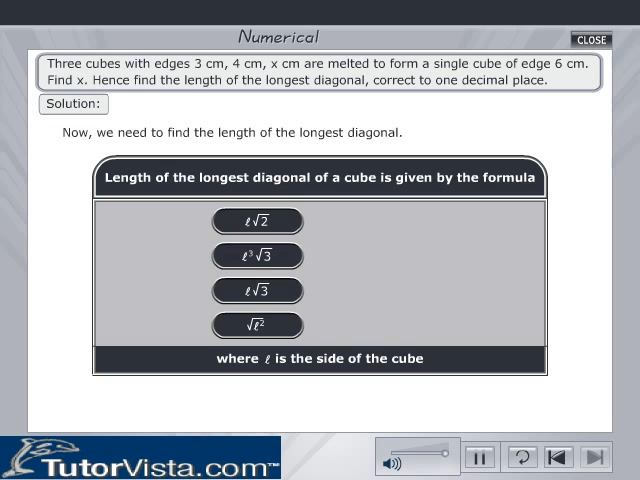 Numerical
CLOSE
Three cubes with edges 3 cm, 4 cm, x cm are melted to form a single cube of edge 6 cm.
Find x. Hence find the length of the longest diagonal, correct to one decimal place.
Solution:
Now, we need to find the length of the longest diagonal.
Length of the longest diagonal of a cube is given by the formula
ℓ√2
ℓ³√3
ℓ√3
√ℓ²
where ℓ is the side of the cube
TutorVista.com™